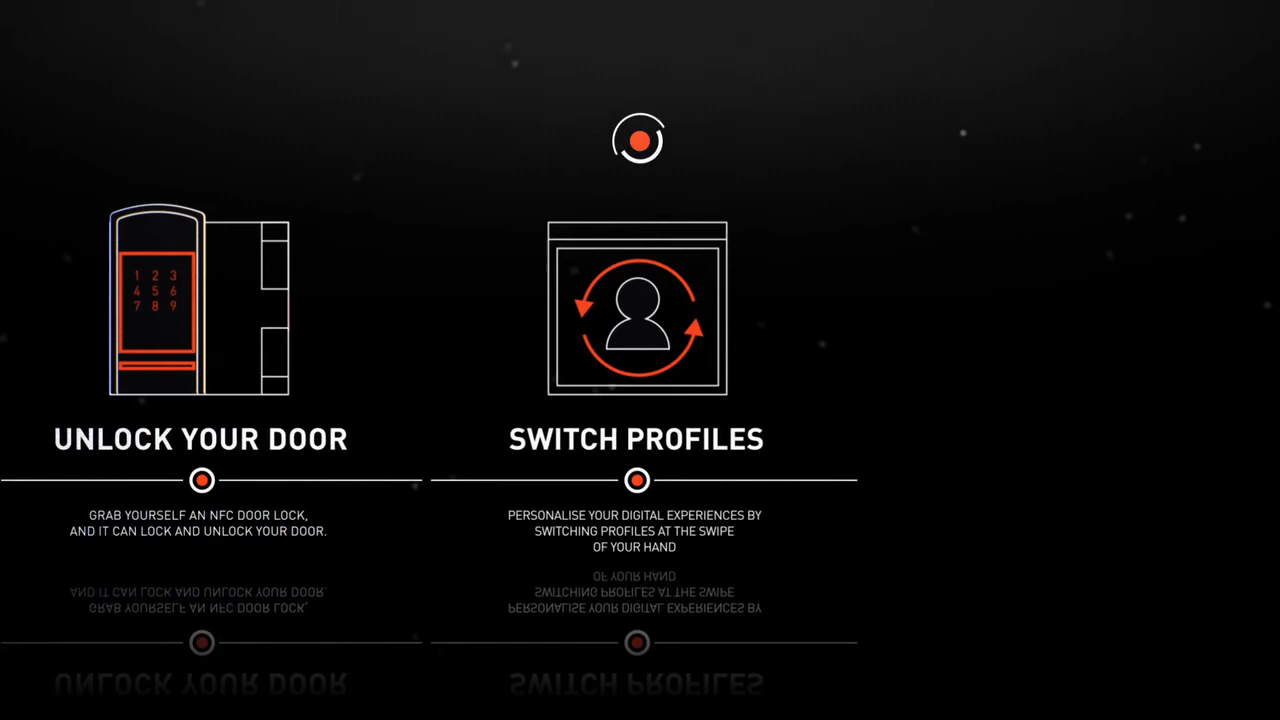 1 2 3
4 5 6
7 8 9
UNLOCK YOUR DOOR
GRAB YOURSELF AN NFC DOOR LOCK,
AND IT CAN LOCK AND UNLOCK YOUR DOOR.
SWITCH PROFILES
PERSONALISE YOUR DIGITAL EXPERIENCES BY
SWITCHING PROFILES AT THE SWIPE
OF YOUR HAND